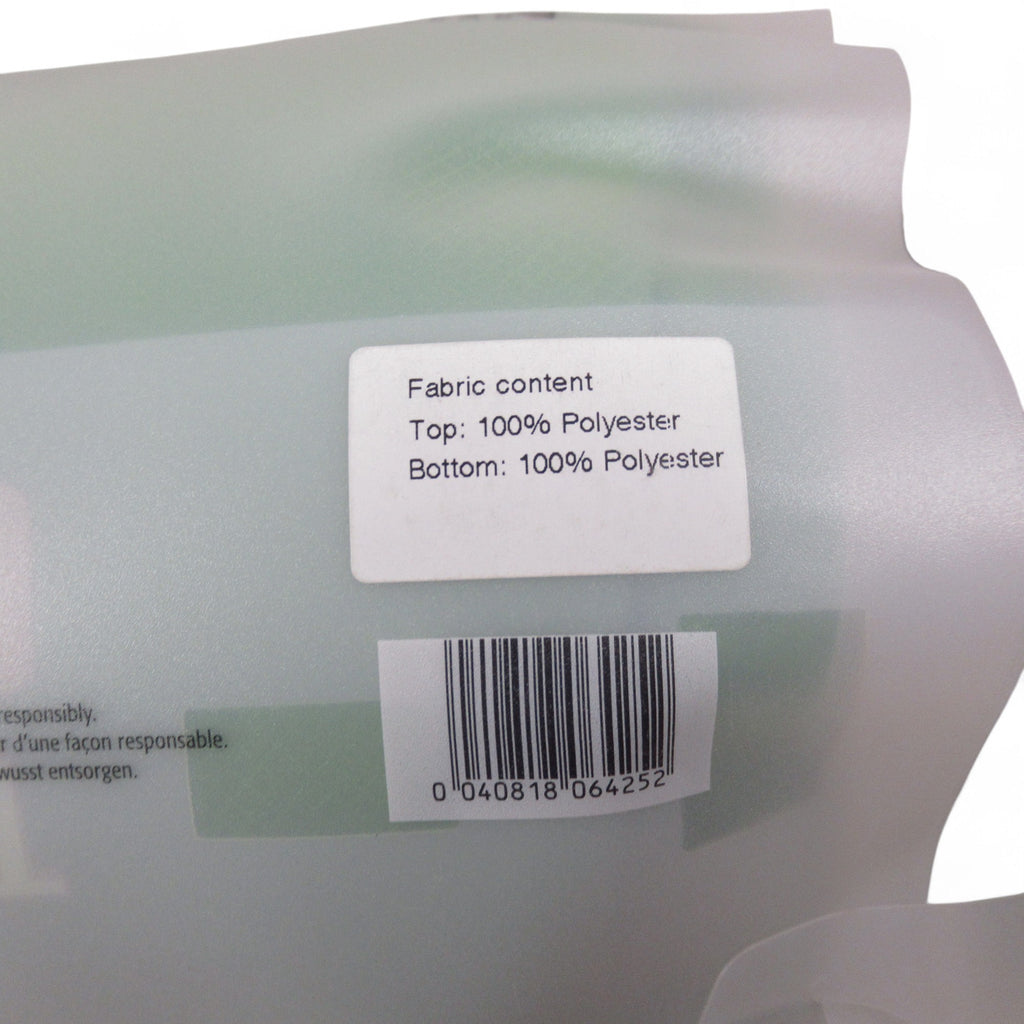 Fabric content
Top: 100% Polyester
Bottom: 100% Polyester
responsibly.
r d'une façon responsable.
wusst entsorgen.
0 040818 064252